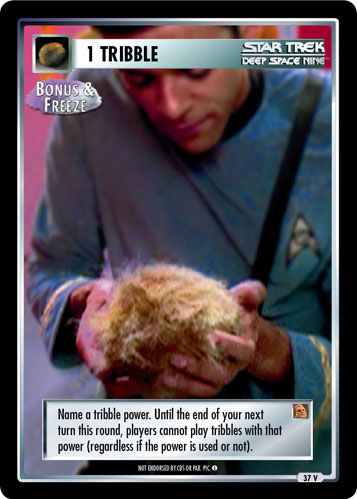 1 TRIBBLE
STAR TREK
DEEP SPACE NINE™
BONUS &
FREEZE
Name a tribble power. Until the end of your next
turn this round, players cannot play tribbles with that
power (regardless if the power is used or not).
NOT ENDORSED BY CBS OR PAR. PIC
37 V